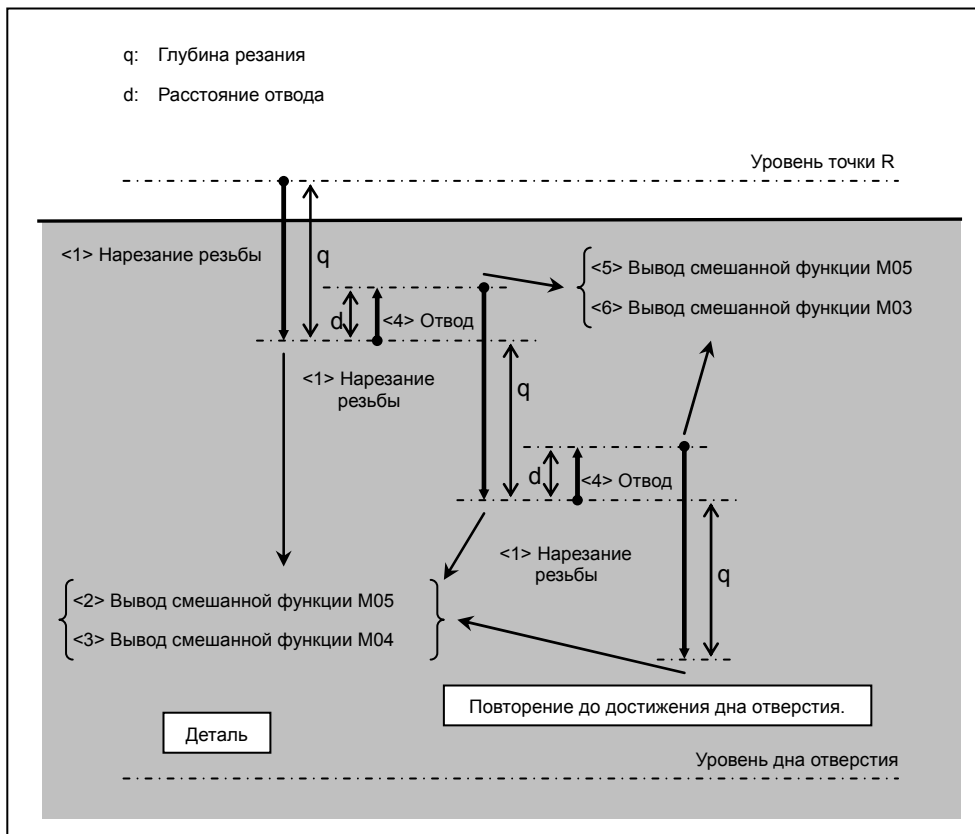 q: Глубина резания
d: Расстояние отвода
Уровень точки R
<1> Нарезание резьбы
q
<5> Вывод смешанной функции M05
<6> Вывод смешанной функции M03
d
<4> Отвод
<1> Нарезание
резьбы
q
d
<4> Отвод
<1> Нарезание
резьбы
q
<2> Вывод смешанной функции M05
<3> Вывод смешанной функции M04
Повторение до достижения дна отверстия.
Деталь
Уровень дна отверстия